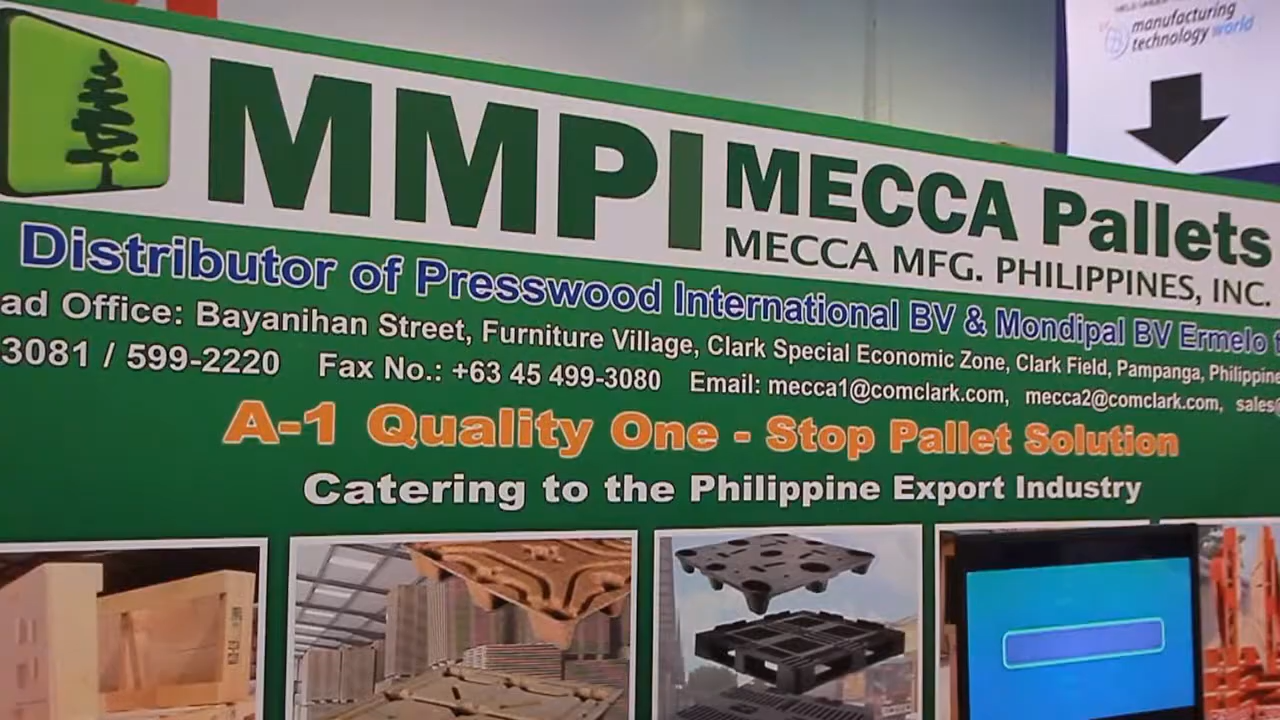 manufacturing
technology world
MMPI MECCA Pallets
MECCA MFG. PHILIPPINES, INC.
Distributor of Presswood International BV & Mondipal BV Ermelo
ad Office: Bayanihan Street, Furniture Village, Clark Special Economic Zone, Clark Field, Pampanga, Philippine
3081 / 599-2220 Fax No.: +63 45 499-3080 Email: mecca1@comclark.com, mecca2@comclark.com, sales
A-1 Quality One - Stop Pallet Solution
Catering to the Philippine Export Industry